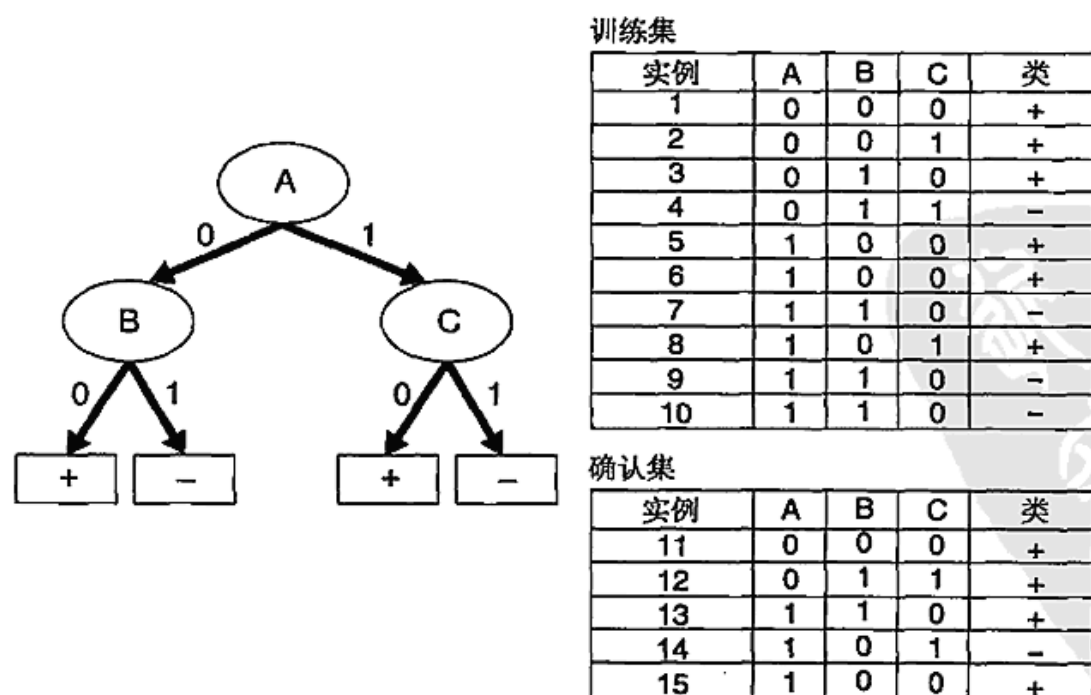 A
0 1
B C
0 1 0 1
+ − + −
训练集
实例 A B C 类
1 0 0 0 +
2 0 0 1 +
3 0 1 0 +
4 0 1 1 −
5 1 0 0 +
6 1 0 0 +
7 1 1 0 −
8 1 0 1 +
9 1 1 0 −
10 1 1 0 −
确认集
实例 A B C 类
11 0 0 0 +
12 0 1 1 +
13 1 1 0 +
14 1 0 1 −
15 1 0 0 +